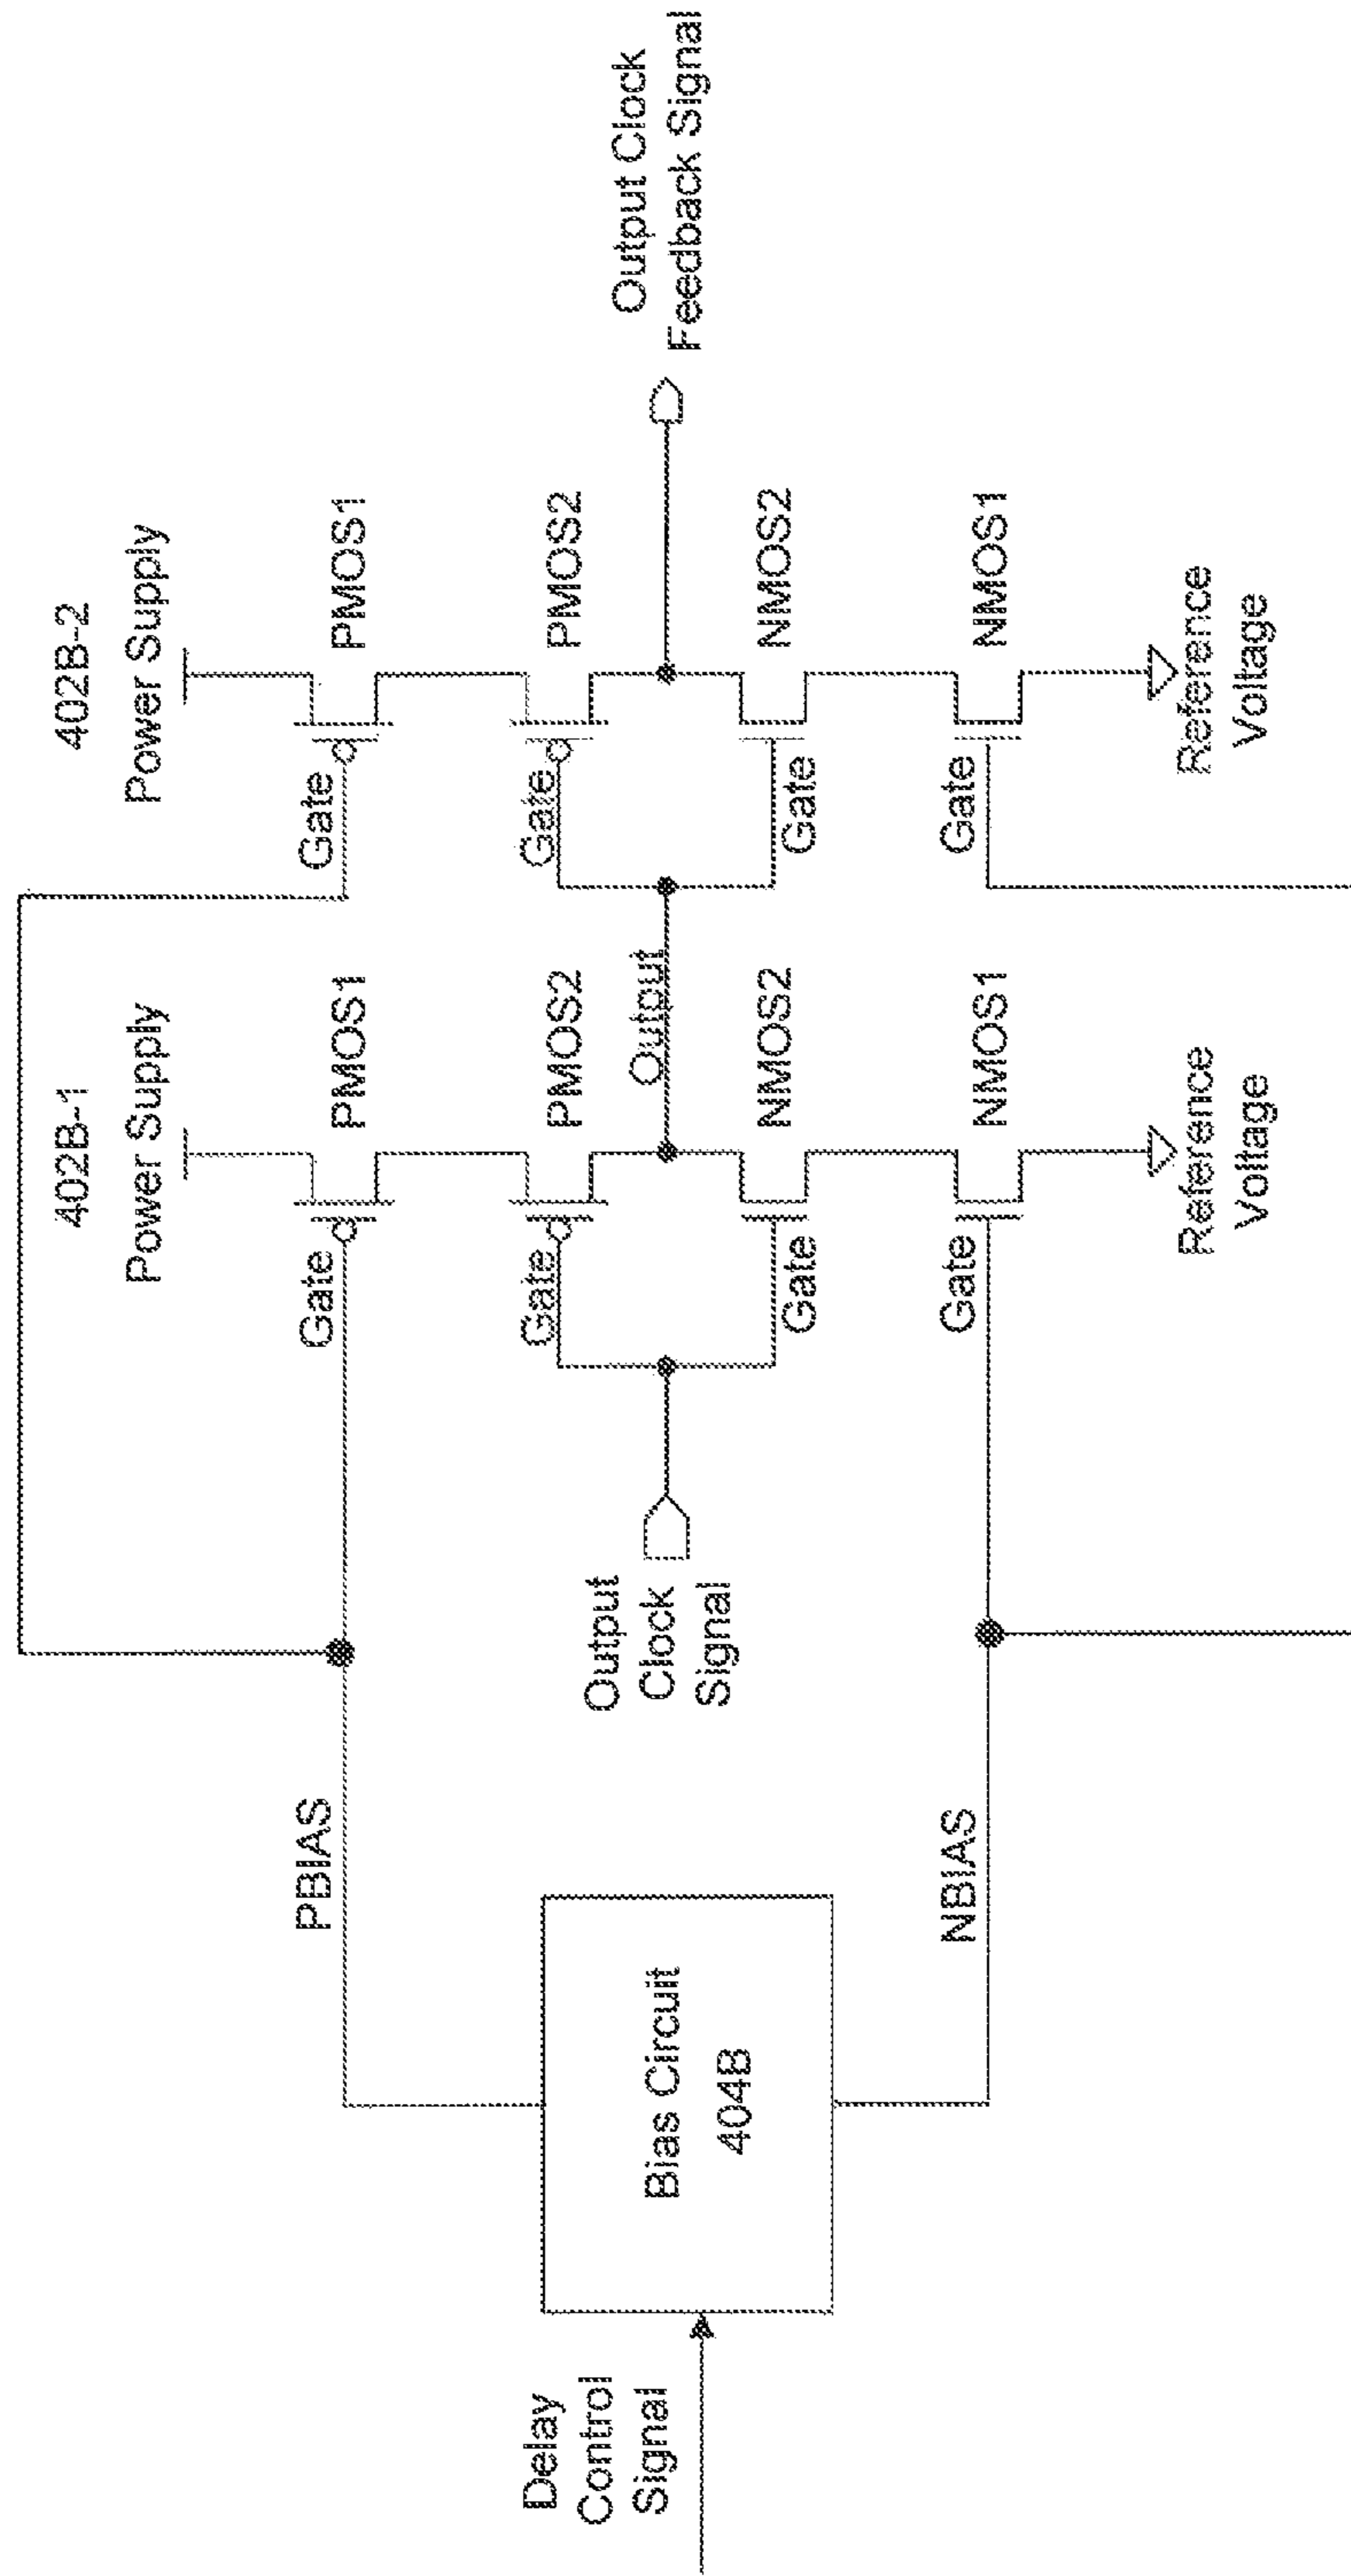 402B-1
Power Supply
402B-2
Power Supply
PBIAS
Gate
PMOS1
Gate
PMOS1
Gate
PMOS2
Gate
PMOS2
Delay
Control
Signal
Bias Circuit
404B
Output
Clock
Signal
Output
Output Clock
Feedback Signal
Gate
NMOS2
Gate
NMOS2
NBIAS
Gate
NMOS1
Gate
NMOS1
Reference
Voltage
Reference
Voltage